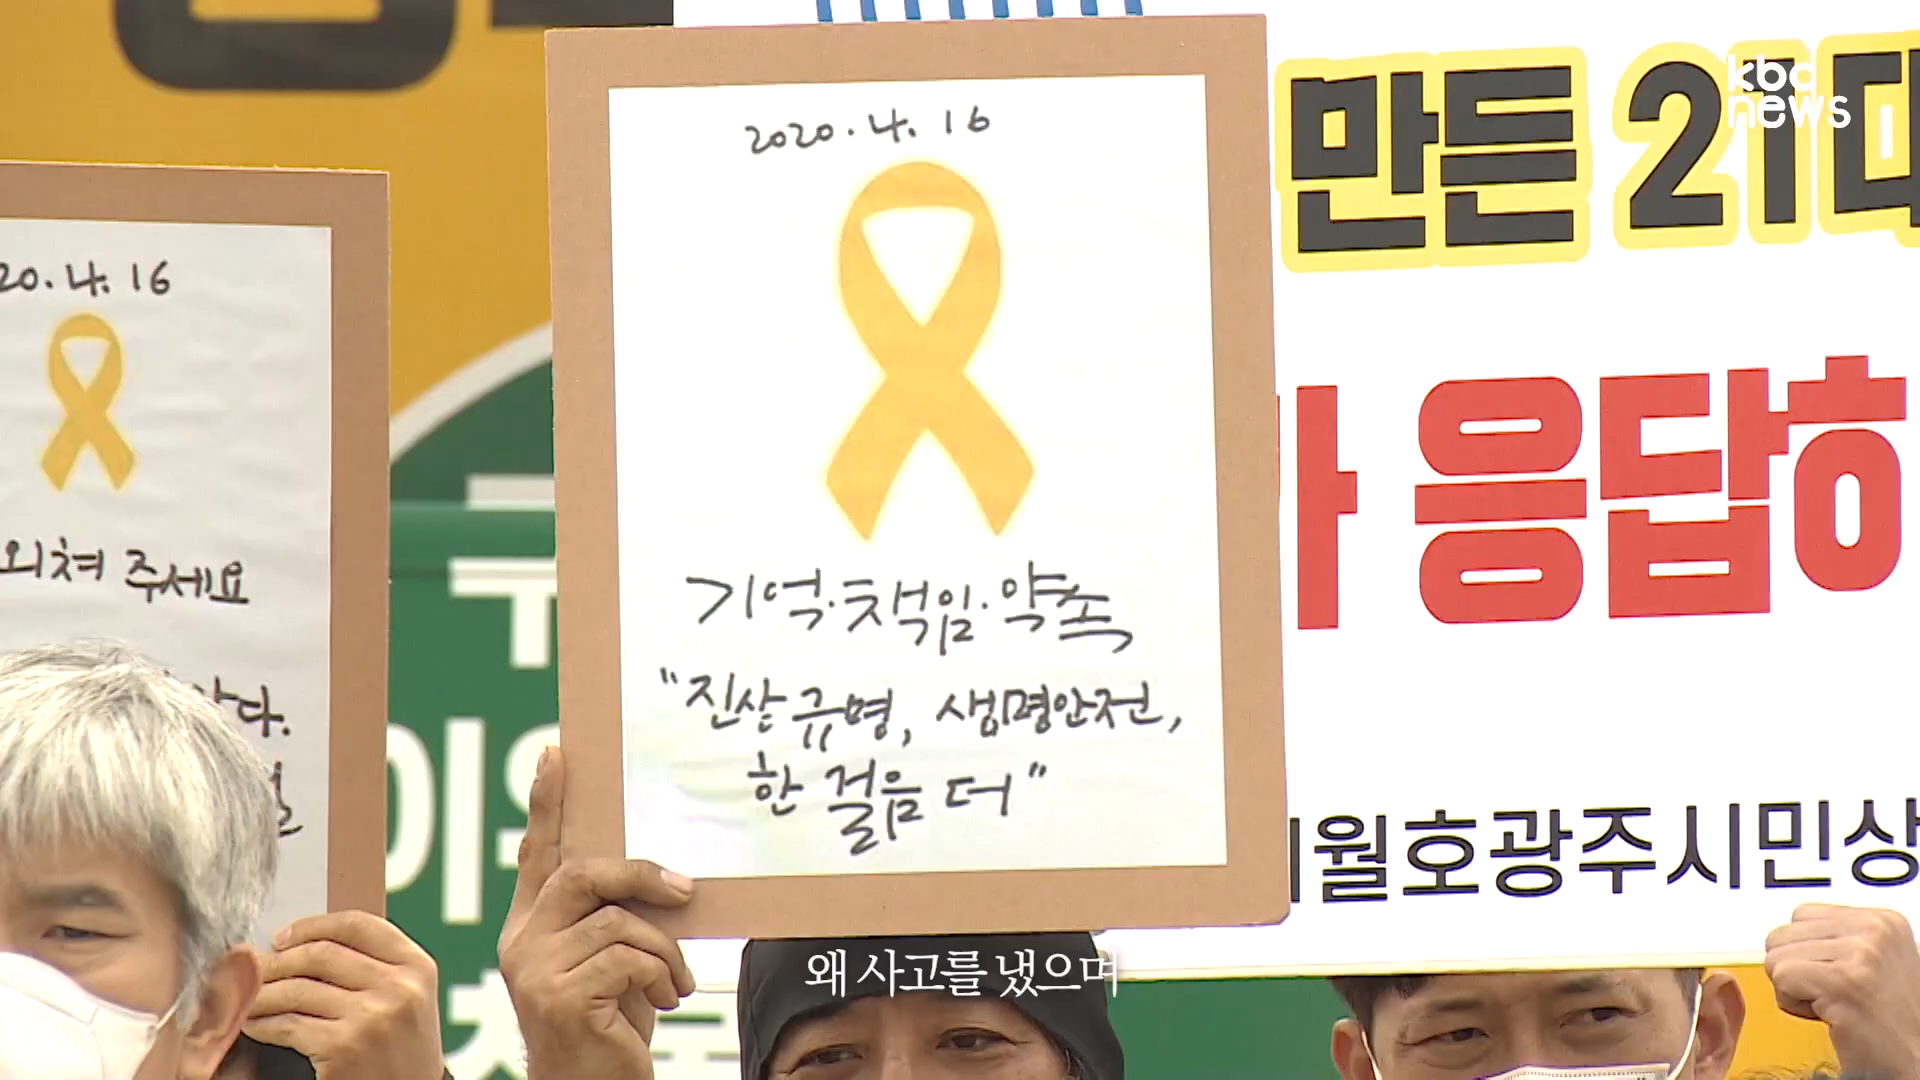 kbc
news
만든 21대
응답하
월호광주시민상
2020.4.16
기억·책임·약속
"진상규명, 생명안전,
한 걸음 더"
20.4.16
외쳐 주세요
다.
왜 사고를 냈으며